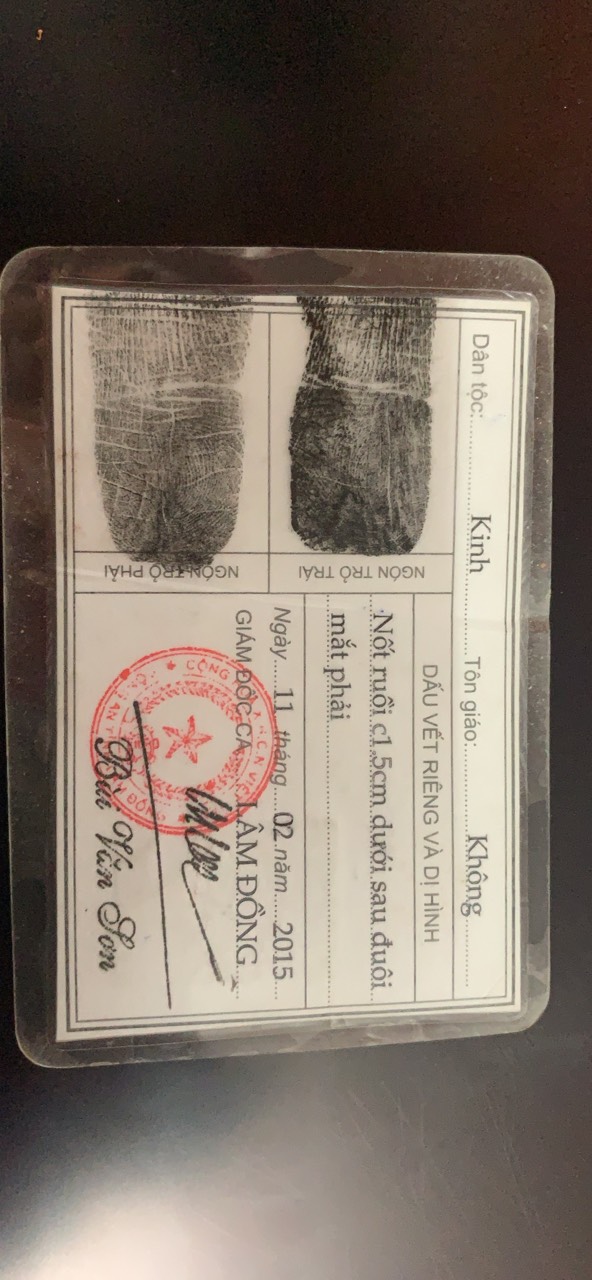 Dân tộc: Kinh Tôn giáo: Không
DẤU VẾT RIÊNG VÀ DỊ HÌNH
NGÓN TRỎ TRÁI
Nốt ruồi c1,5cm dưới sau đuôi
mắt phải
NGÓN TRỎ PHẢI
Ngày 11 tháng 02 năm 2015
GIÁM ĐỐC CA LÂM ĐỒNG
Bùi Văn Sơn